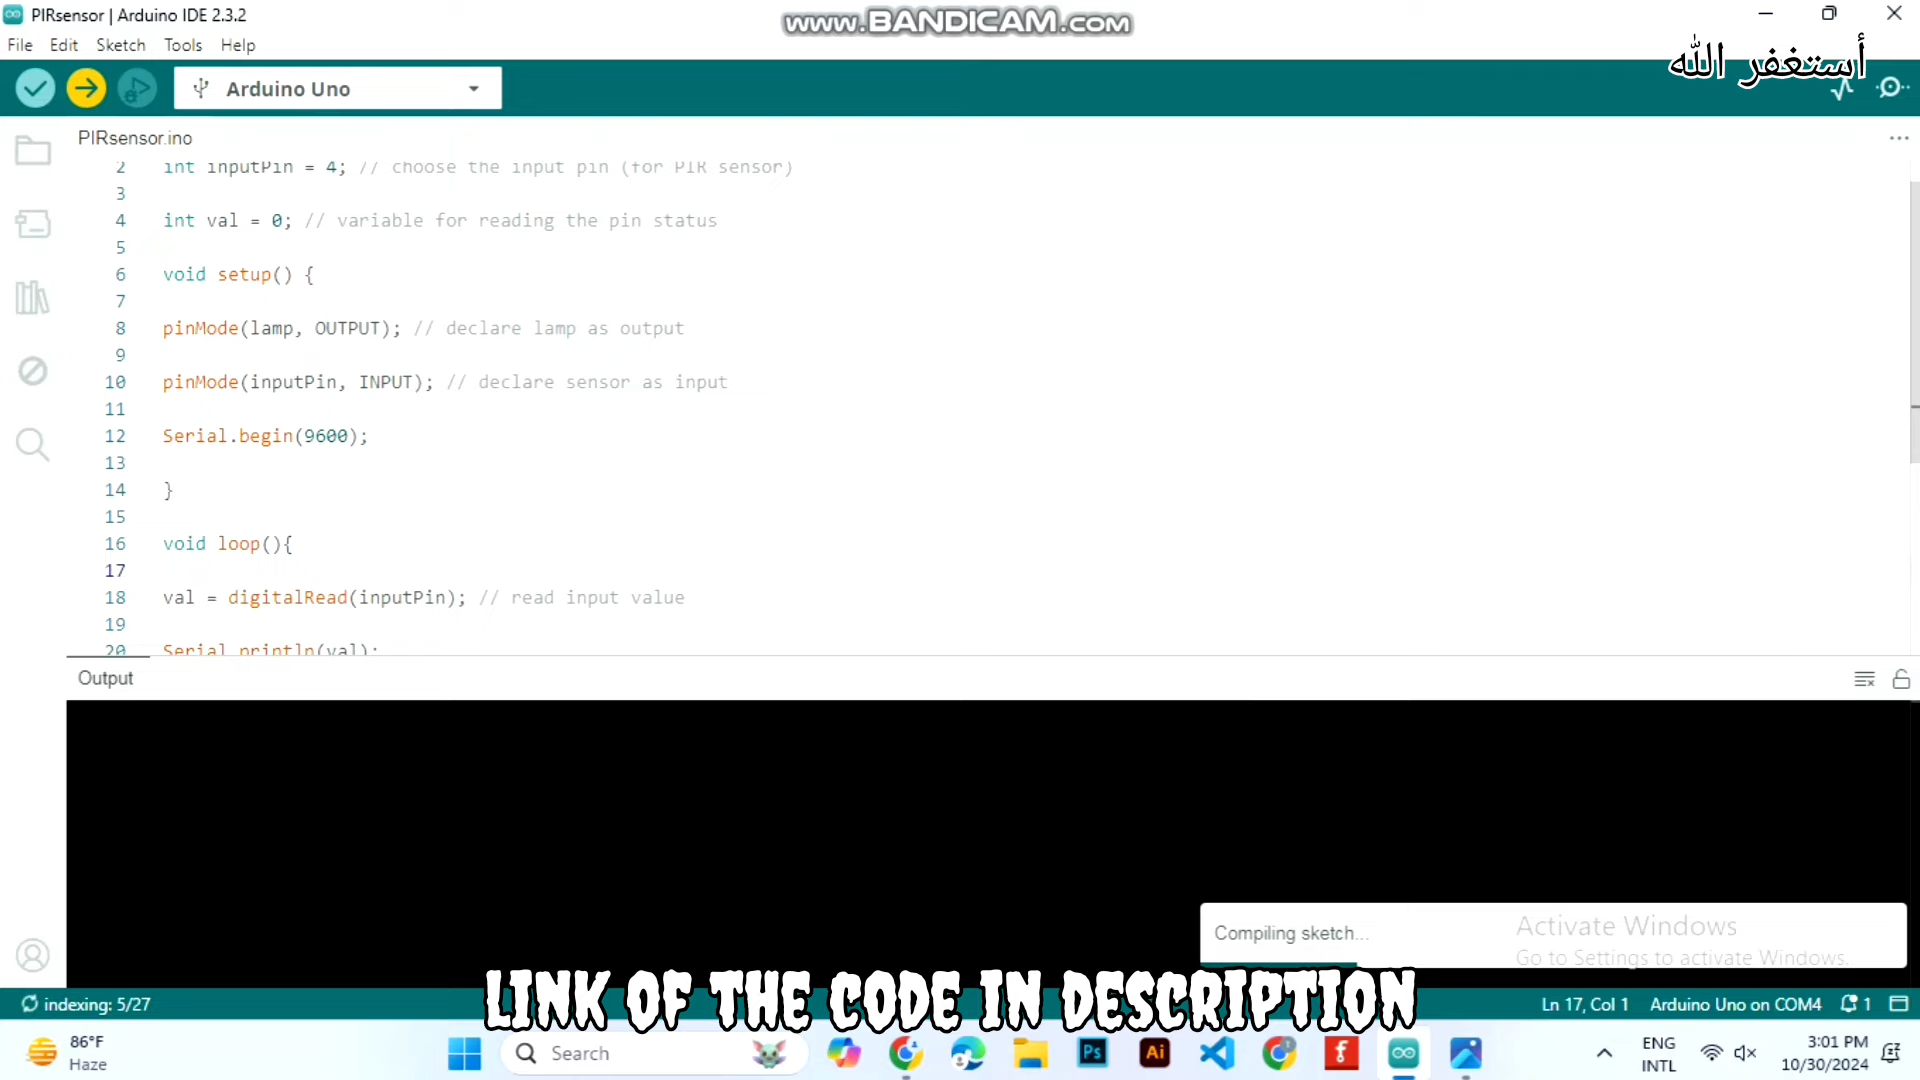 PIRsensor | Arduino IDE 2.3.2
www.BANDICAM.com
File Edit Sketch Tools Help
أستغفر الله
Arduino Uno
PIRsensor.ino
2 int inputPin = 4; // choose the input pin (for PIR sensor)
3
4 int val = 0; // variable for reading the pin status
5
6 void setup() {
7
8 pinMode(lamp, OUTPUT); // declare lamp as output
9
10 pinMode(inputPin, INPUT); // declare sensor as input
11
12 Serial.begin(9600);
13
14 }
15
16 void loop(){
17
18 val = digitalRead(inputPin); // read input value
19
20 Serial.println(val);
Output
Compiling sketch...
Activate Windows
Go to Settings to activate Windows.
LINK OF THE CODE IN DESCRIPTION
indexing: 5/27
Ln 17, Col 1 Arduino Uno on COM4 1
86°F
Haze
Search
Ps
Ai
ENG
INTL
3:01 PM
10/30/2024